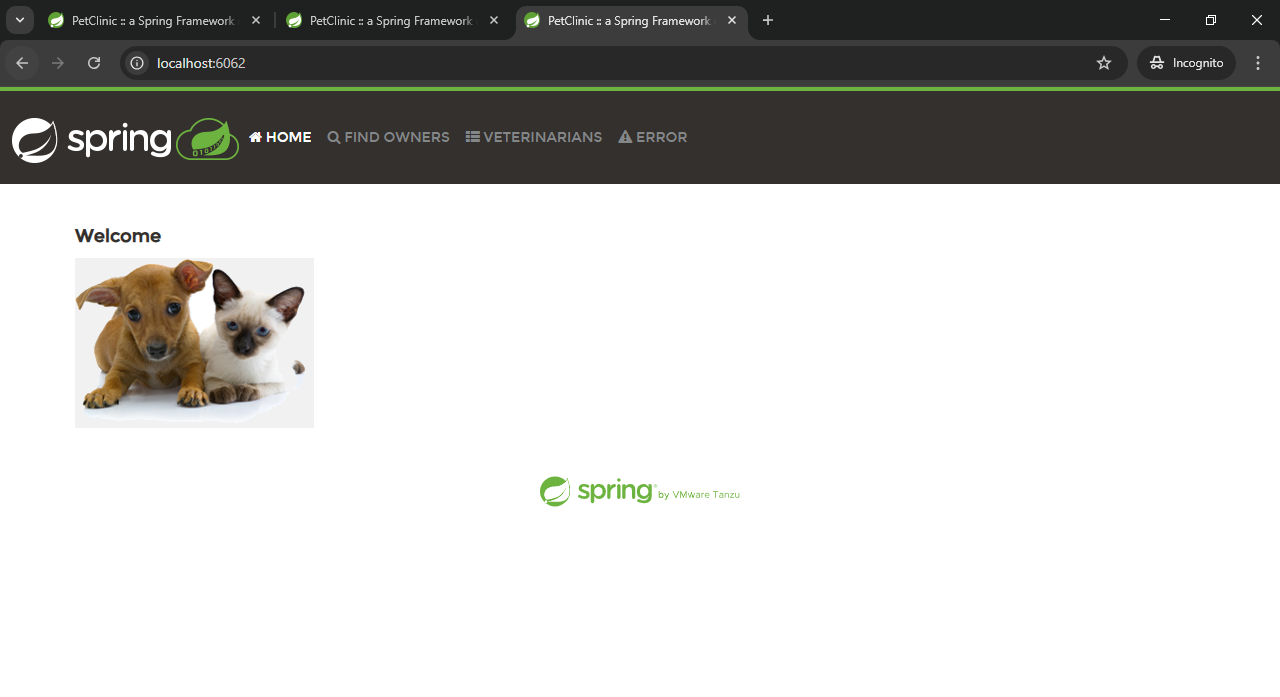 PetClinic :: a Spring Framework
PetClinic :: a Spring Framework
PetClinic :: a Spring Framework
localhost:6062
Incognito
spring
HOME
FIND OWNERS
VETERINARIANS
ERROR
Welcome
spring by VMware Tanzu